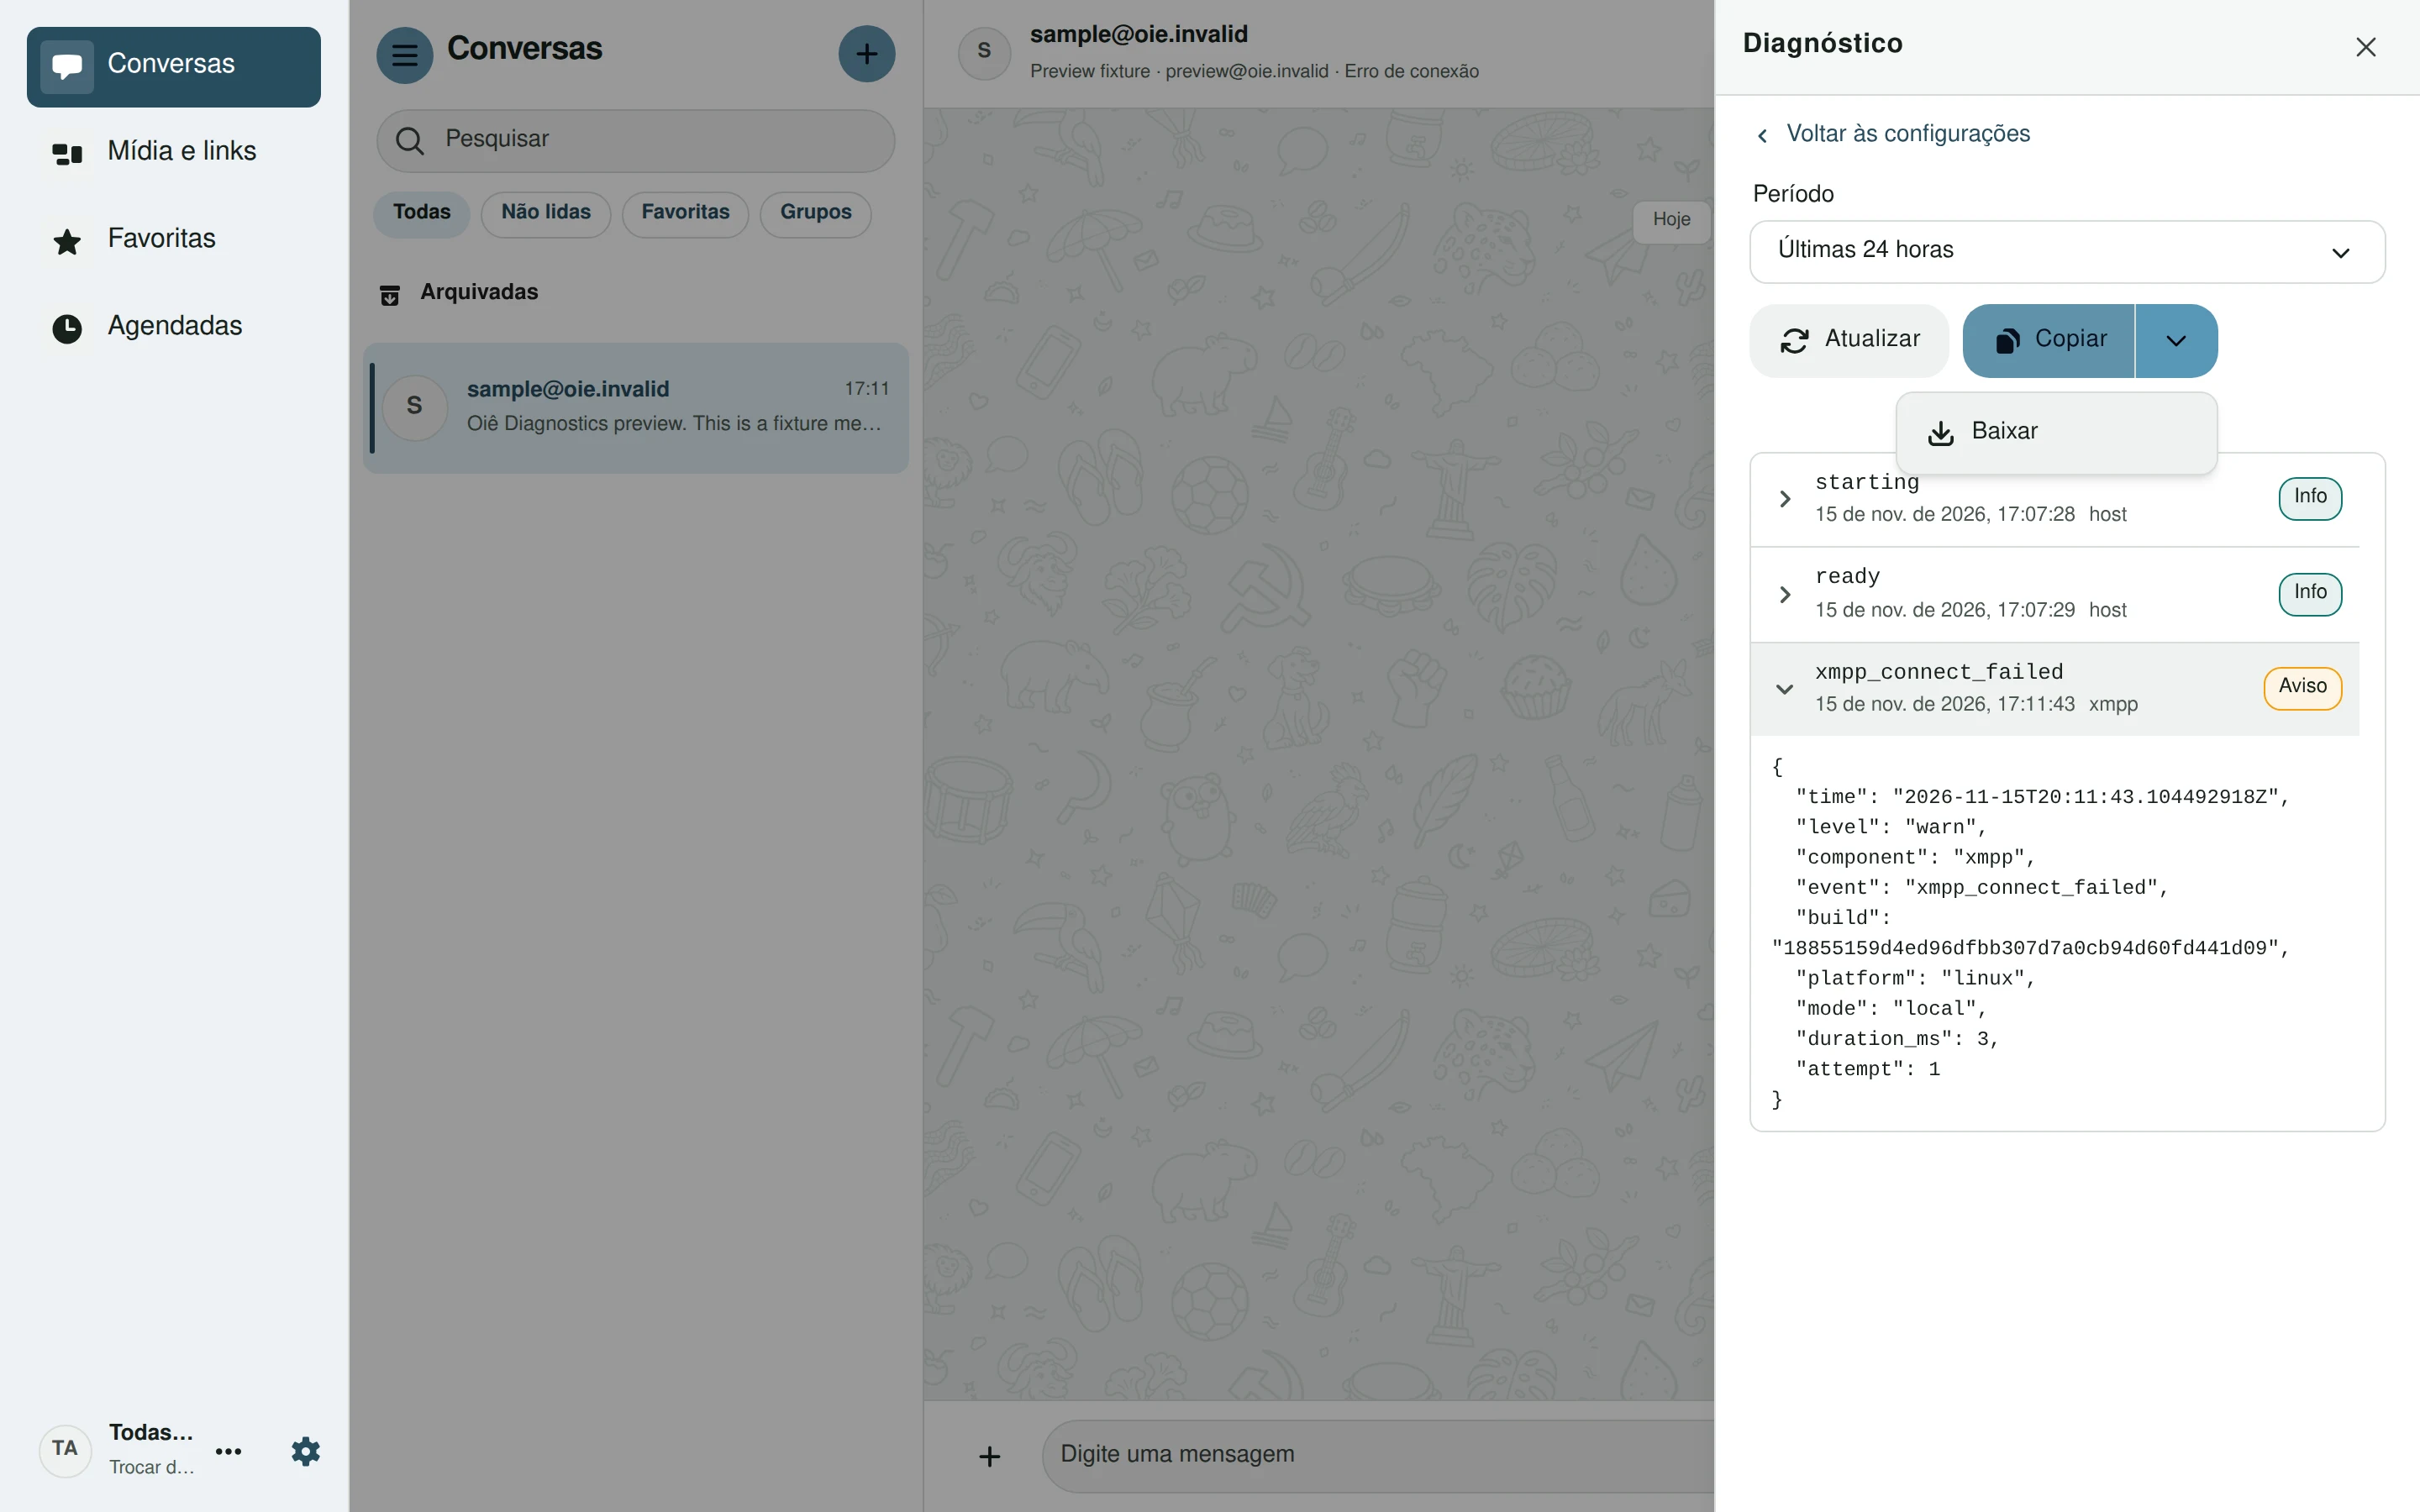 Conversas
Mídia e links
Favoritas
Agendadas
TA
Todas...
Trocar d...
Conversas
Pesquisar
Todas
Não lidas
Favoritas
Grupos
Arquivadas
S
sample@oie.invalid
17:11
Oiê Diagnostics preview. This is a fixture me...
S
sample@oie.invalid
Preview fixture · preview@oie.invalid · Erro de conexão
Hoje
Digite uma mensagem
Diagnóstico
Voltar às configurações
Período
Últimas 24 horas
Atualizar
Copiar
Baixar
starting
15 de nov. de 2026, 17:07:28 host
Info
ready
15 de nov. de 2026, 17:07:29 host
Info
xmpp_connect_failed
15 de nov. de 2026, 17:11:43 xmpp
Aviso
{
"time": "2026-11-15T20:11:43.104492918Z",
"level": "warn",
"component": "xmpp",
"event": "xmpp_connect_failed",
"build":
"18855159d4ed96dfbb307d7a0cb94d60fd441d09",
"platform": "linux",
"mode": "local",
"duration_ms": 3,
"attempt": 1
}